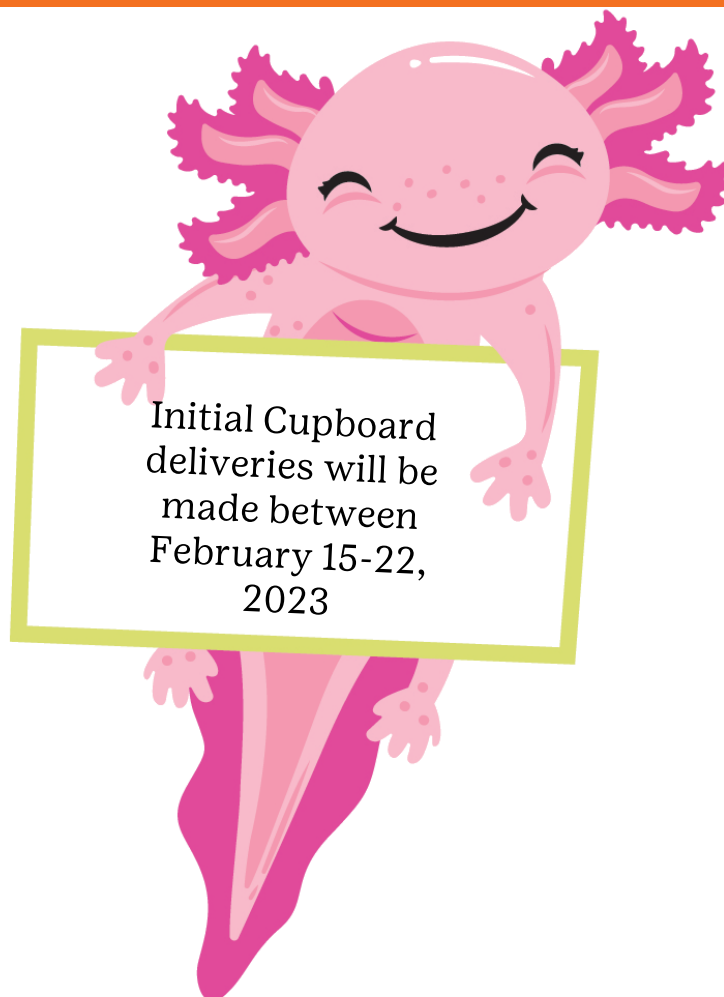 Initial Cupboard
deliveries will be
made between
February 15-22,
2023